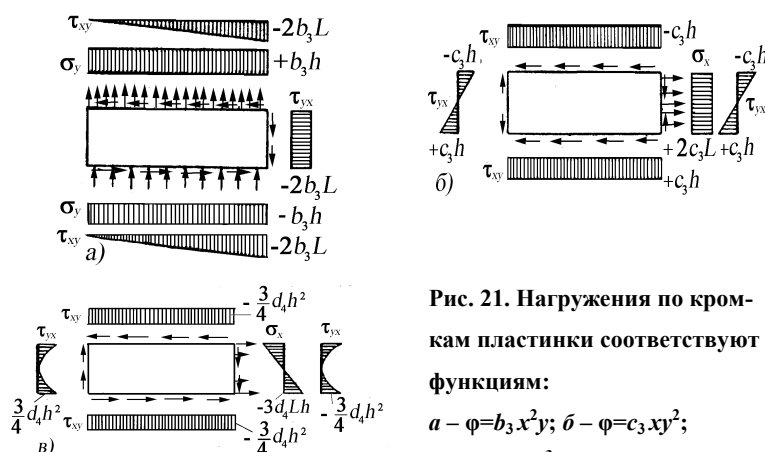 τxy
-2b₃L
σy
+b₃h
τyx
-2b₃L
σy
-b₃h
τxy
-2b₃L
а)
τxy
-c₃h
-c₃h
σx
-c₃h
τyx
τyx
+c₃h
+2c₃L
+c₃h
τxy
+c₃h
б)
τxy
- 3/4 d₄h²
τyx
σx
τyx
3/4 d₄h²
-3d₄Lh
- 3/4 d₄h²
τxy
- 3/4 d₄h²
в)
Рис. 21. Нагружения по кром-
кам пластинки соответствуют
функциям:
а – φ=b₃x²y; б – φ=c₃xy²;